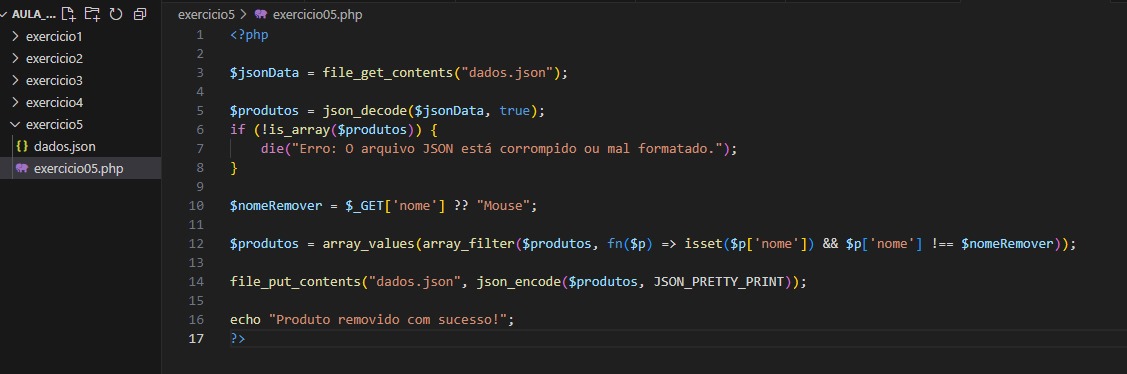 AULA_...
exercicio1
exercicio2
exercicio3
exercicio4
exercicio5
dados.json
exercicio05.php
exercicio5 > exercicio05.php
1 <?php
2
3 $jsonData = file_get_contents("dados.json");
4
5 $produtos = json_decode($jsonData, true);
6 if (!is_array($produtos)) {
7     die("Erro: O arquivo JSON está corrompido ou mal formatado.");
8 }
9
10 $nomeRemover = $_GET['nome'] ?? "Mouse";
11
12 $produtos = array_values(array_filter($produtos, fn($p) => isset($p['nome']) && $p['nome'] !== $nomeRemover));
13
14 file_put_contents("dados.json", json_encode($produtos, JSON_PRETTY_PRINT));
15
16 echo "Produto removido com sucesso!";
17 ?>